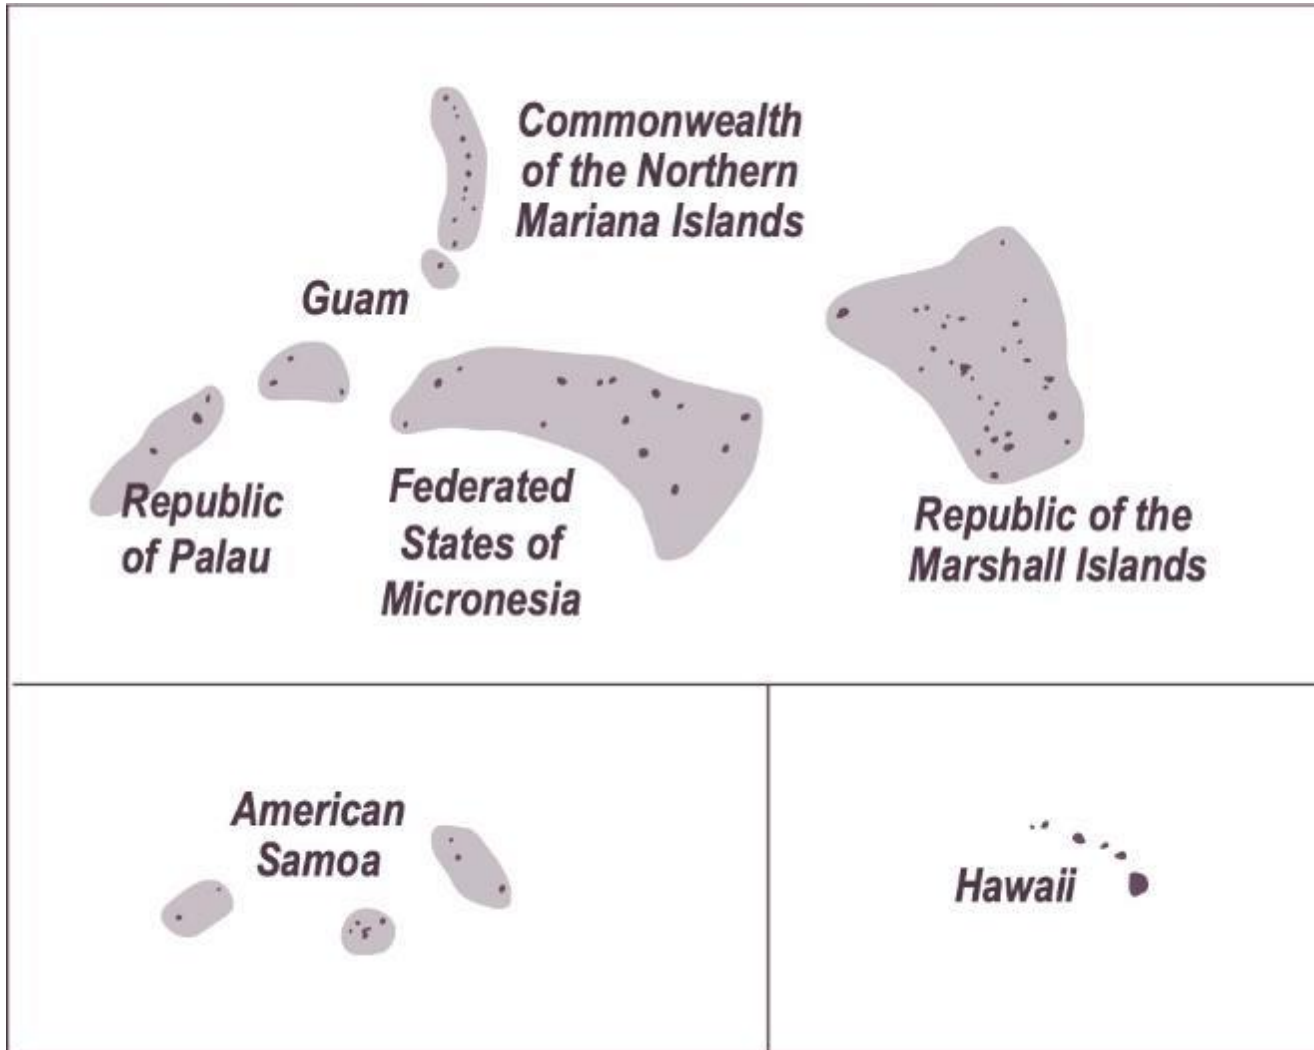 Commonwealth
of the Northern
Mariana Islands
Guam
Republic
of Palau
Federated
States of
Micronesia
Republic of the
Marshall Islands
American
Samoa
Hawaii